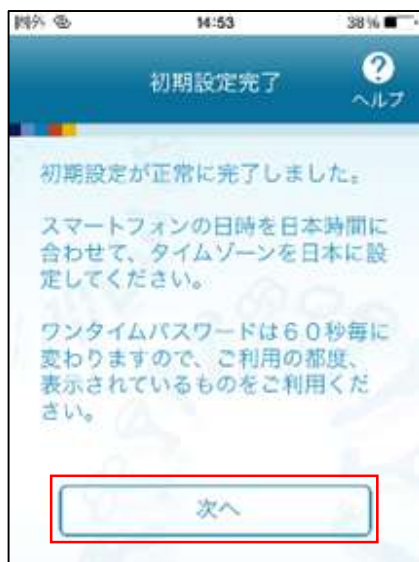 圏外
14:53
38%
初期設定完了
?
ヘルプ
初期設定が正常に完了しました。
スマートフォンの日時を日本時間に
合わせて、タイムゾーンを日本に設
定してください。
ワンタイムパスワードは60秒毎に
変わりますので、ご利用の都度、
表示されているものをご利用くだ
さい。
次へ